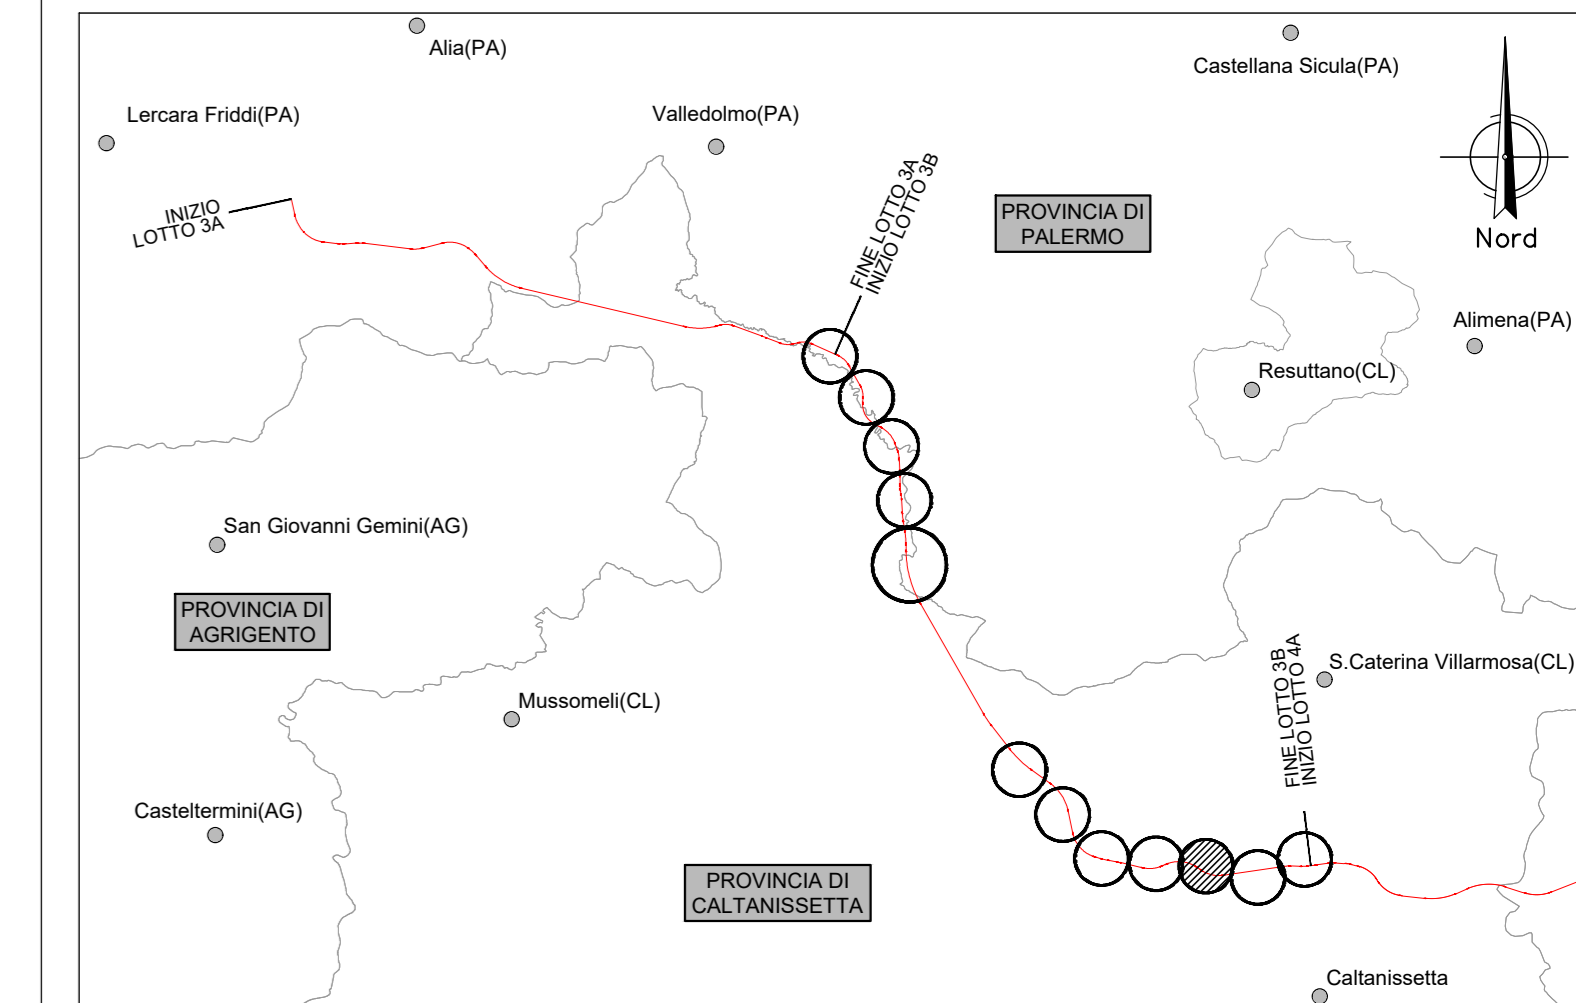 Alia(PA)
Castellana Sicula(PA)
Lercara Friddi(PA)
Valledolmo(PA)
INIZIO
LOTTO 3A
FINE LOTTO 3A
INIZIO LOTTO 3B
PROVINCIA DI
PALERMO
Nord
Alimena(PA)
Resuttano(CL)
San Giovanni Gemini(AG)
PROVINCIA DI
AGRIGENTO
Mussomeli(CL)
FINE LOTTO 3B
INIZIO LOTTO 4A
S.Caterina Villarmosa(CL)
Casteltermini(AG)
PROVINCIA DI
CALTANISSETTA
Caltanissetta